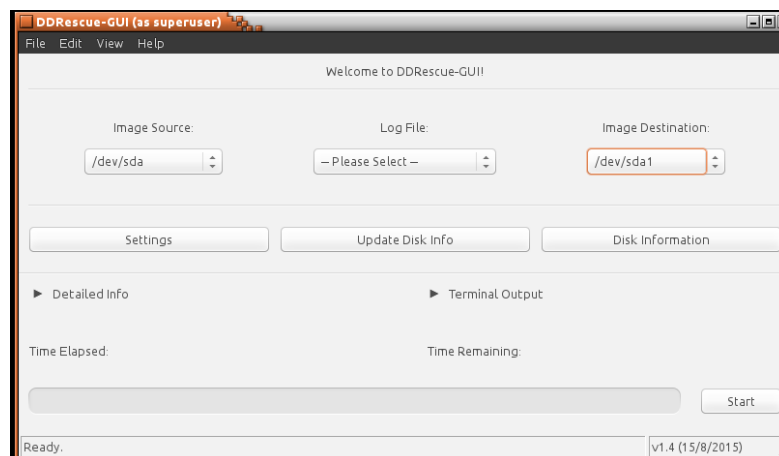 DDRescue-GUI (as superuser)
File Edit View Help
Welcome to DDRescue-GUI!
Image Source: Log File: Image Destination:
/dev/sda -- Please Select -- /dev/sda1
Settings Update Disk Info Disk Information
Detailed Info Terminal Output
Time Elapsed: Time Remaining:
Start
Ready. v1.4 (15/8/2015)